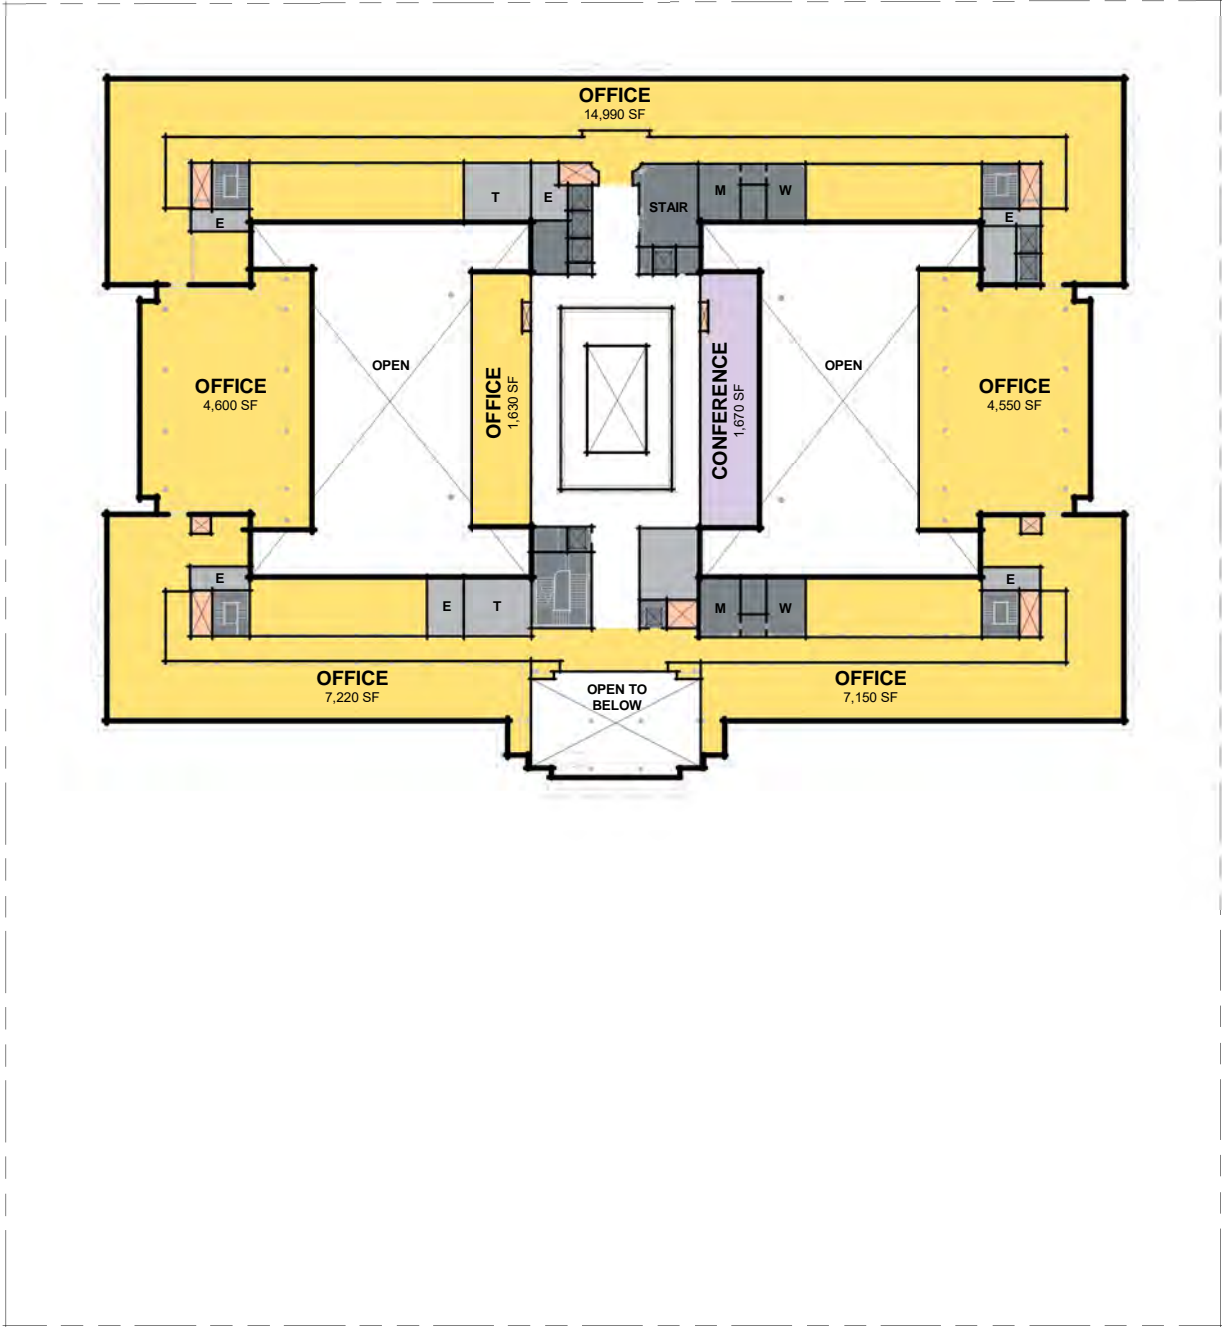 OFFICE
14,990 SF
T
E
STAIR
M
W
E
E
OPEN
OPEN
OFFICE
4,600 SF
OFFICE
1,630 SF
CONFERENCE
1,670 SF
OFFICE
4,550 SF
E
E
T
M
W
E
OFFICE
7,220 SF
OPEN TO
BELOW
OFFICE
7,150 SF